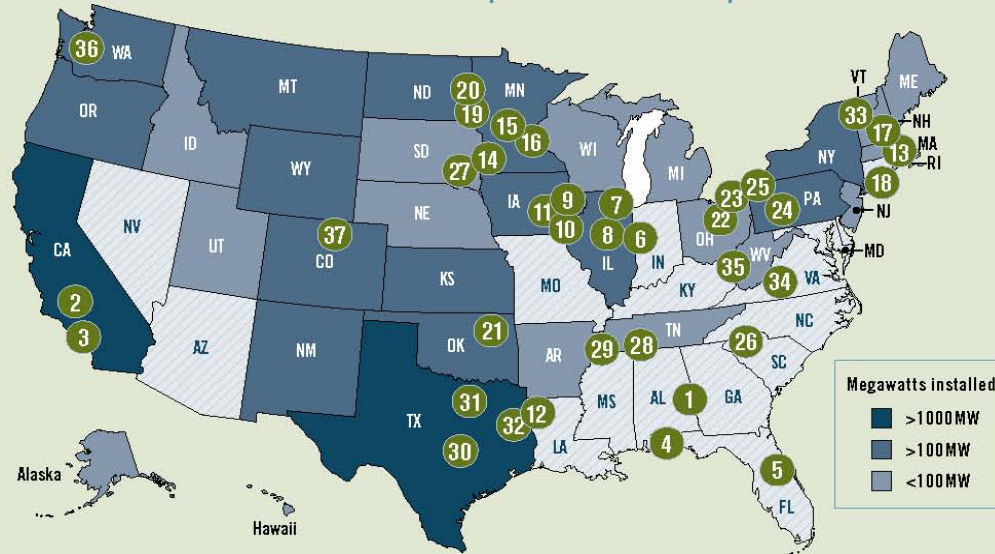 36
WA
MT
ND
20
MN
VT
ME
OR
19
33
NH
ID
15
16
17
MA
SD
WI
13
RI
WY
27
14
MI
NY
25
18
IA
11
9
7
23
PA
NE
22
24
NJ
NV
10
8
6
OH
UT
37
IL
IN
WV
MD
CA
CO
35
34
VA
KS
MO
KY
2
NC
3
21
TN
26
AZ
NM
OK
AR
29
28
SC
31
MS
AL
1
GA
TX
32
12
LA
4
30
5
FL
Megawatts installed
>1000MW
>100MW
<100MW
Alaska
Hawaii